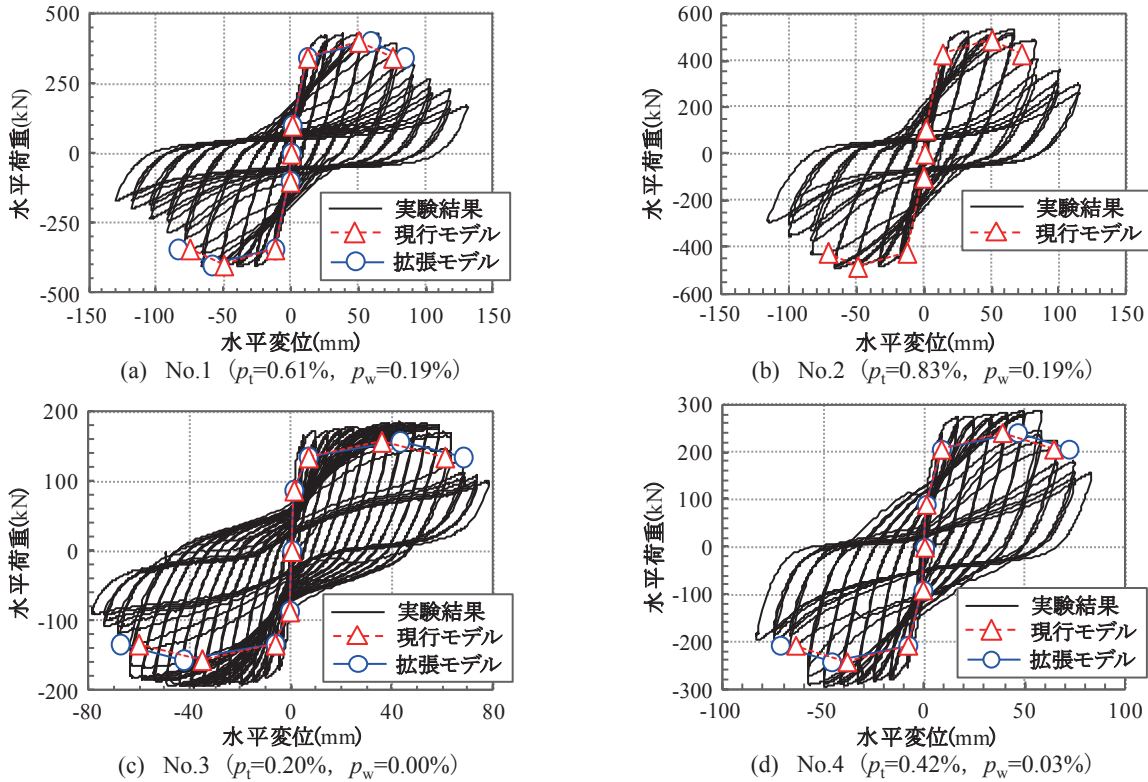 500
250
0
-250
-500
水平荷重(kN)
-150 -100 -50 0 50 100 150
水平変位(mm)
実験結果
現行モデル
拡張モデル
(a) No.1 (pt=0.61%, pw=0.19%)
600
400
200
0
-200
-400
-600
水平荷重(kN)
-150 -100 -50 0 50 100 150
水平変位(mm)
実験結果
現行モデル
(b) No.2 (pt=0.83%, pw=0.19%)
200
100
0
-100
-200
水平荷重(kN)
-80 -40 0 40 80
水平変位(mm)
実験結果
現行モデル
拡張モデル
(c) No.3 (pt=0.20%, pw=0.00%)
300
200
100
0
-100
-200
-300
水平荷重(kN)
-100 -50 0 50 100
水平変位(mm)
実験結果
現行モデル
拡張モデル
(d) No.4 (pt=0.42%, pw=0.03%)